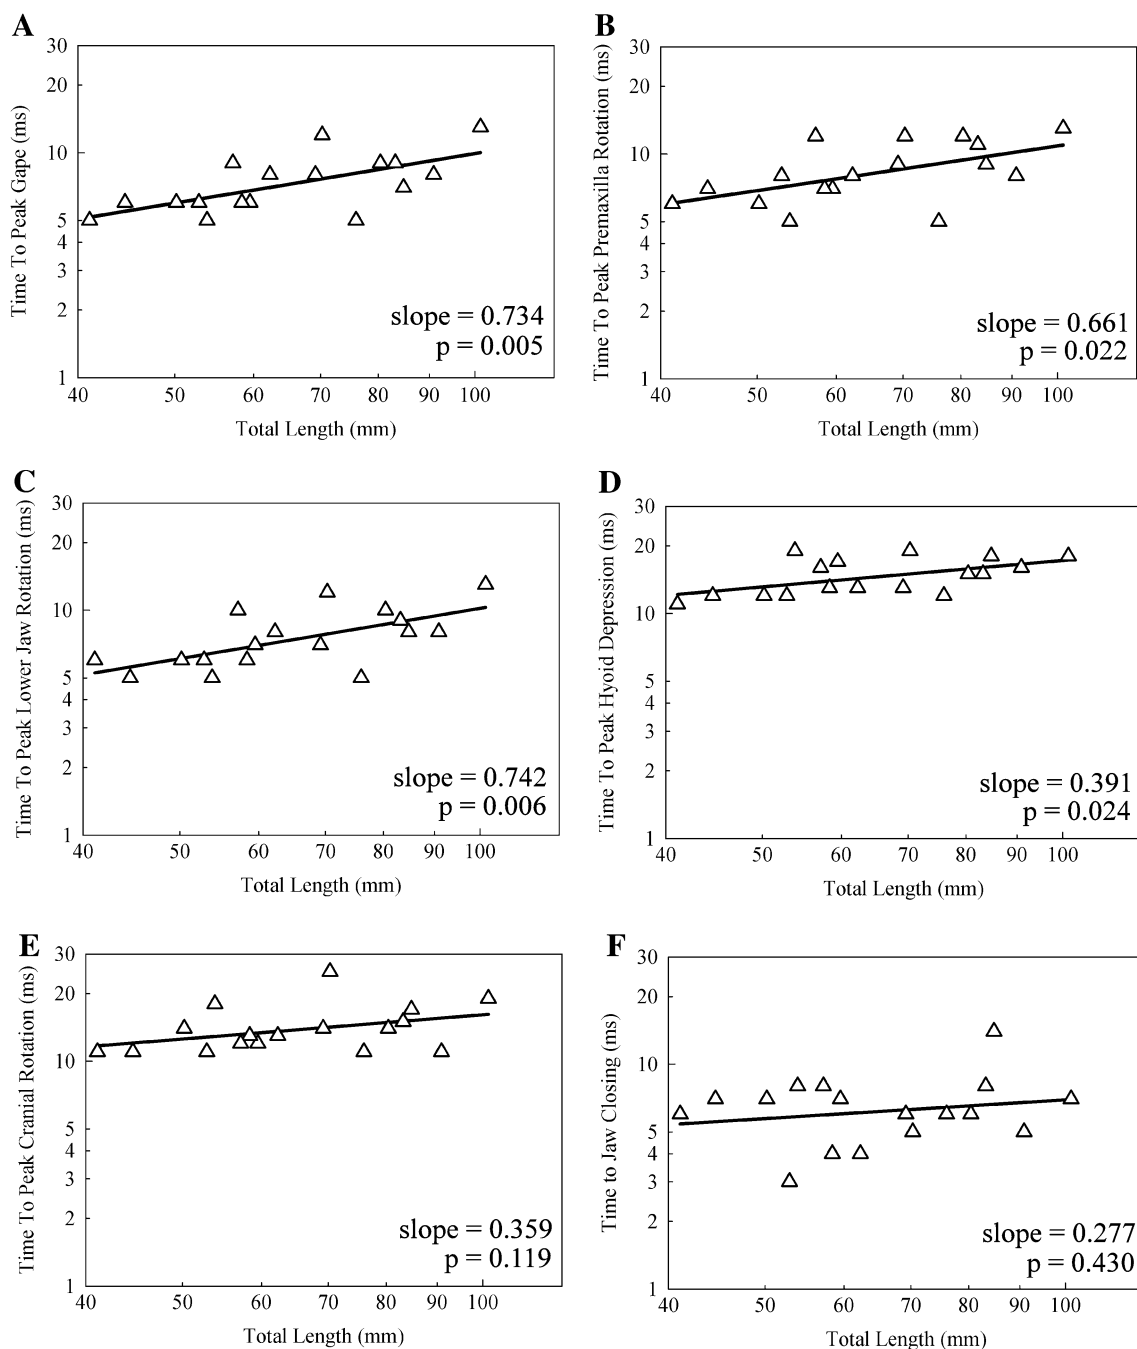 A
Time To Peak Gape (ms)
30
20
10
5
4
3
2
1
slope = 0.734
p = 0.005
40 50 60 70 80 90 100
Total Length (mm)
B
Time To Peak Premaxilla Rotation (ms)
30
20
10
5
4
3
2
1
slope = 0.661
p = 0.022
40 50 60 70 80 90 100
Total Length (mm)
C
Time To Peak Lower Jaw Rotation (ms)
30
20
10
5
4
3
2
1
slope = 0.742
p = 0.006
40 50 60 70 80 90 100
Total Length (mm)
D
Time To Peak Hyoid Depression (ms)
30
20
10
5
4
3
2
1
slope = 0.391
p = 0.024
40 50 60 70 80 90 100
Total Length (mm)
E
Time To Peak Cranial Rotation (ms)
30
20
10
5
4
3
2
1
slope = 0.359
p = 0.119
40 50 60 70 80 90 100
Total Length (mm)
F
Time to Jaw Closing (ms)
30
20
10
5
4
3
2
1
slope = 0.277
p = 0.430
40 50 60 70 80 90 100
Total Length (mm)